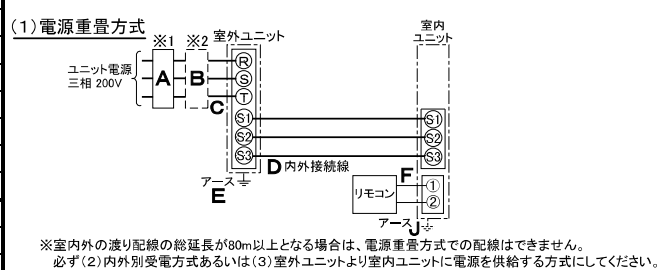 (1)電源重畳方式
※1 ※2 室外ユニット
室内
ユニット
ユニット電源
三相 200V
A
B
C
R
S
T
S1
S2
S3
S1
S2
S3
D 内外接続線
アース
E
リモコン
F
①
②
アース
J
※室内外の渡り配線の総延長が80m以上となる場合は、電源重畳方式での配線はできません。
必ず(2)内外別受電方式あるいは(3)室外ユニットより室内ユニットに電源を供給する方式にしてください。